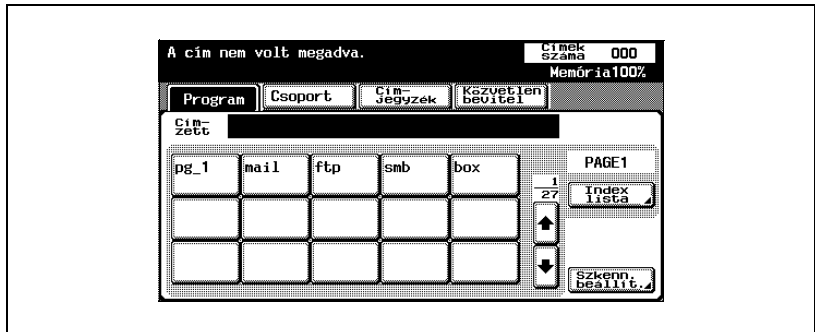 A cím nem volt megadva.
Címek száma 000
Memória100%
Program
Csoport
Cím-
jegyzék
Közvetlen
bevitel
Cím-
zett
pg_1
mail
ftp
smb
box
1
27
PAGE1
Index
lista
Szkenn.
beállít.